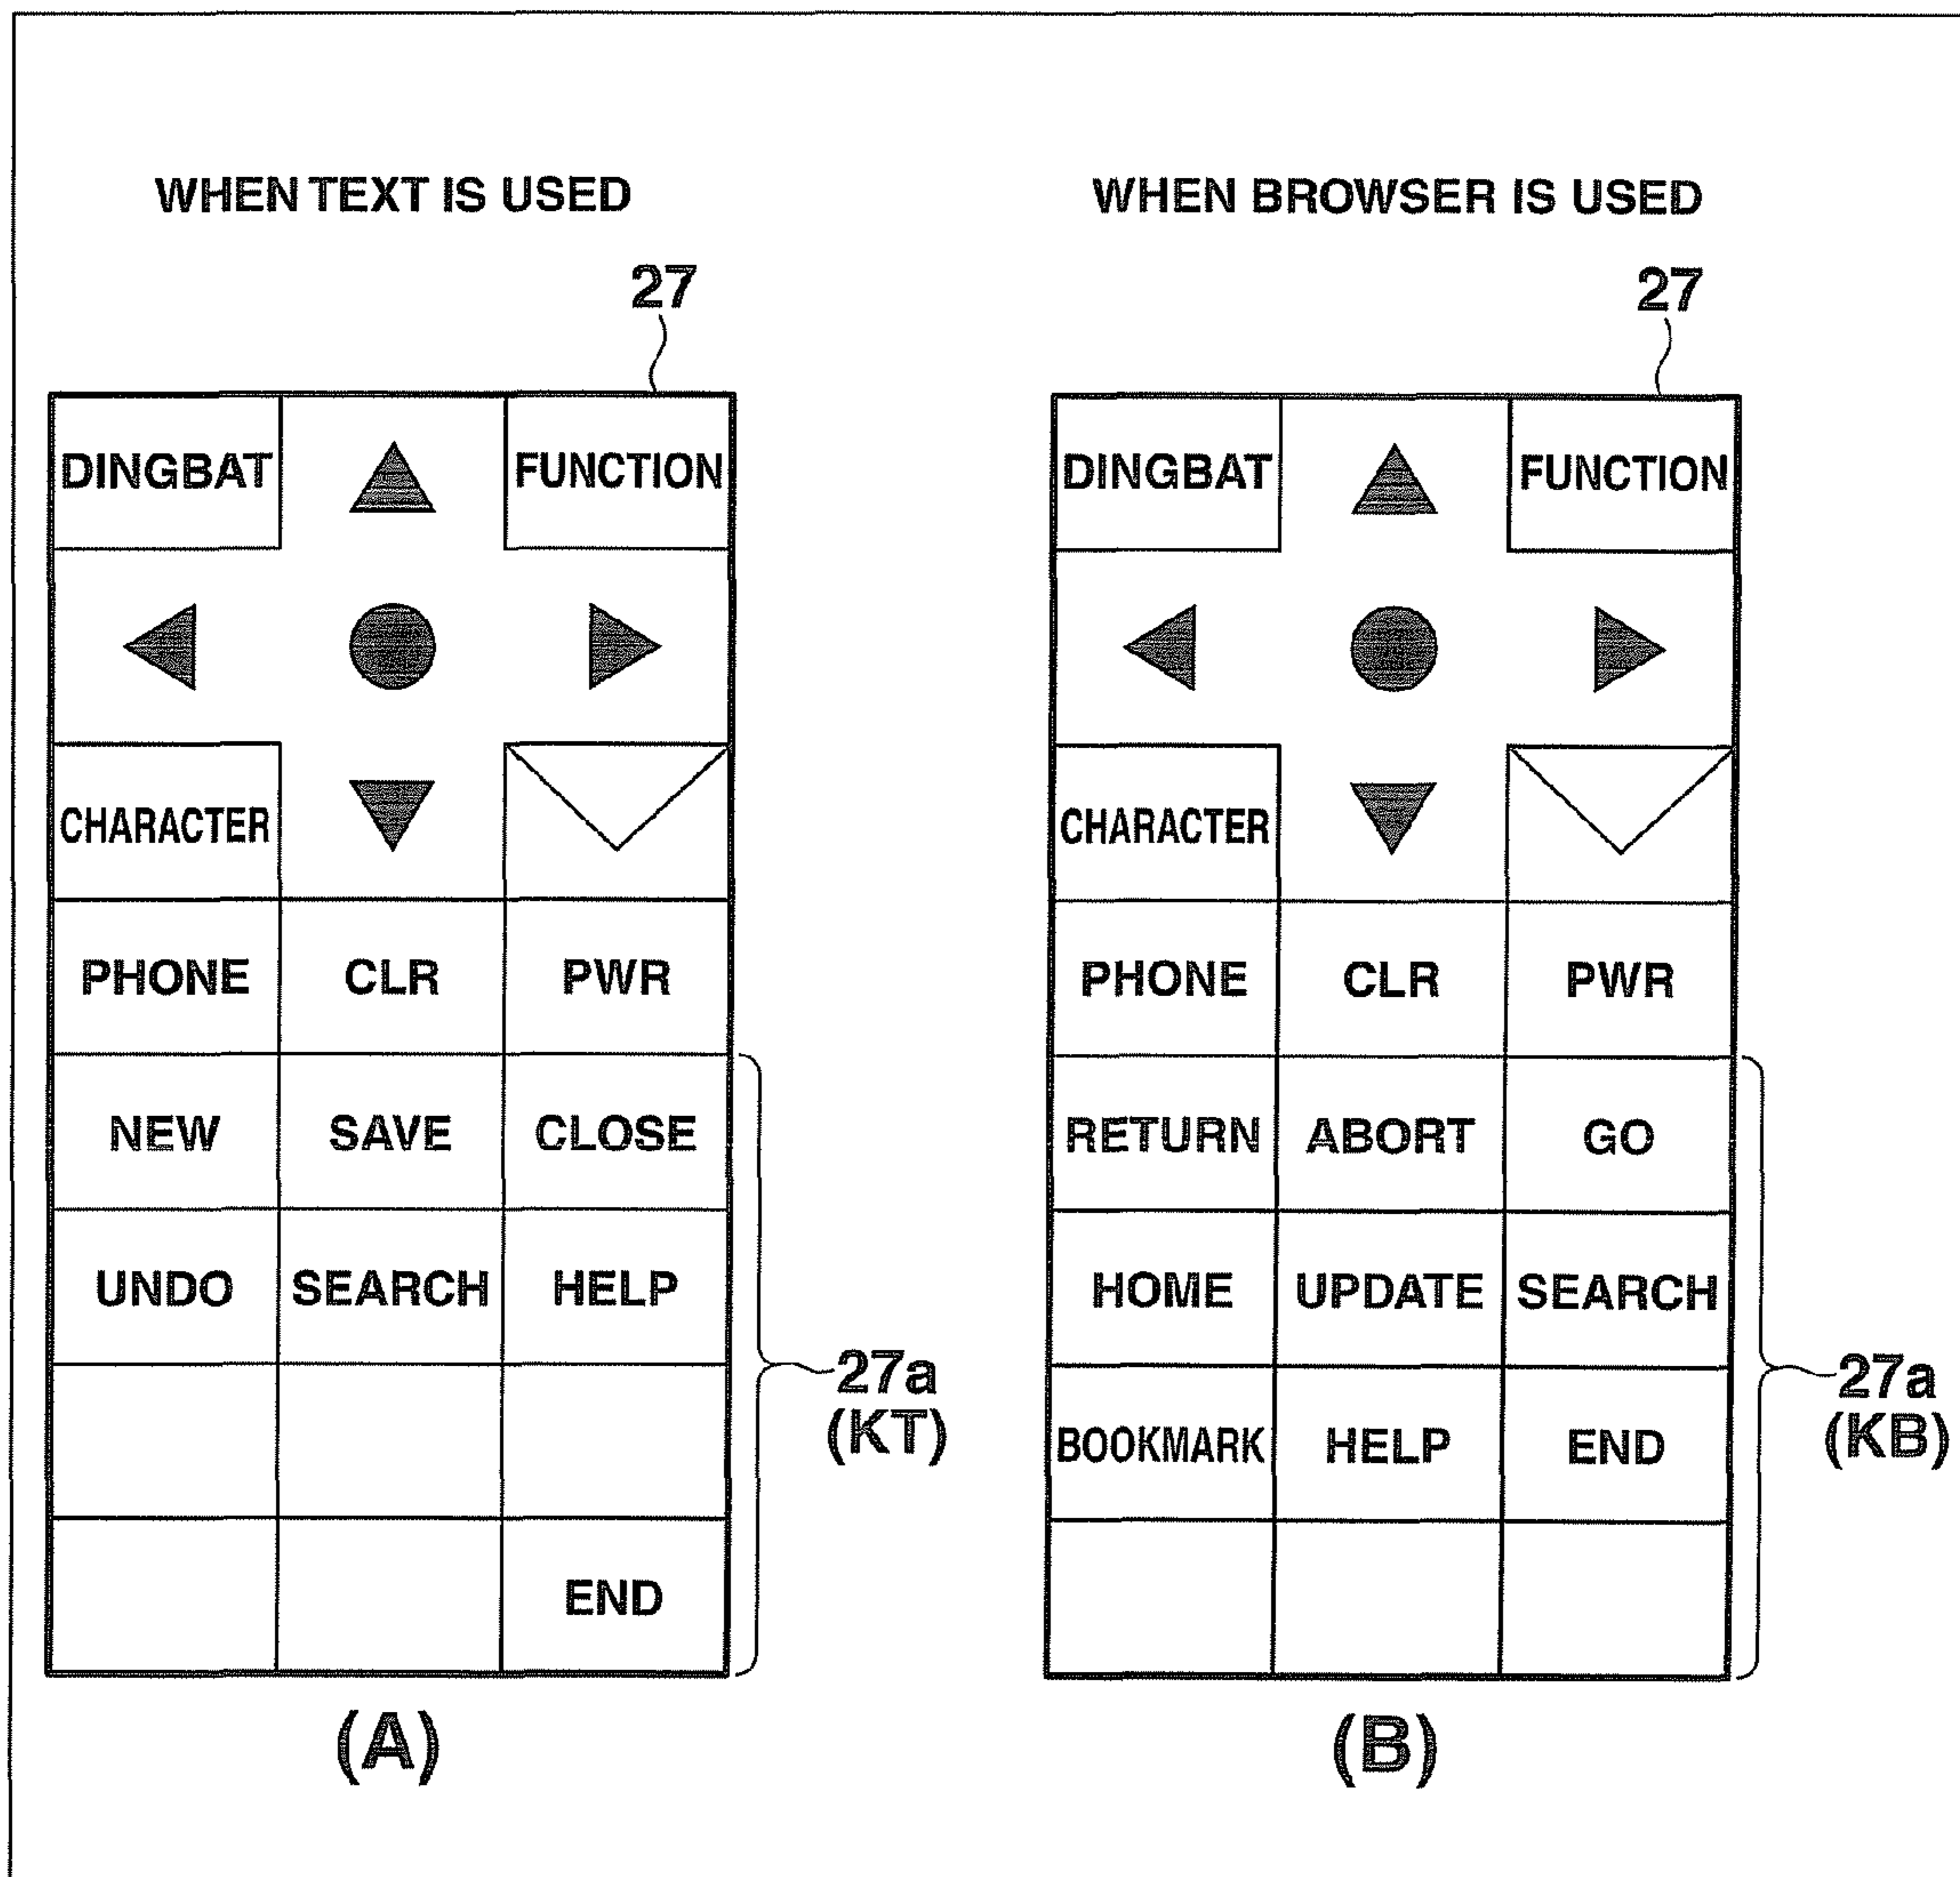 WHEN TEXT IS USED
27
DINGBAT
FUNCTION
CHARACTER
PHONE CLR PWR
NEW SAVE CLOSE
UNDO SEARCH HELP
END
27a
(KT)
(A)
WHEN BROWSER IS USED
27
DINGBAT
FUNCTION
CHARACTER
PHONE CLR PWR
RETURN ABORT GO
HOME UPDATE SEARCH
BOOKMARK HELP END
27a
(KB)
(B)